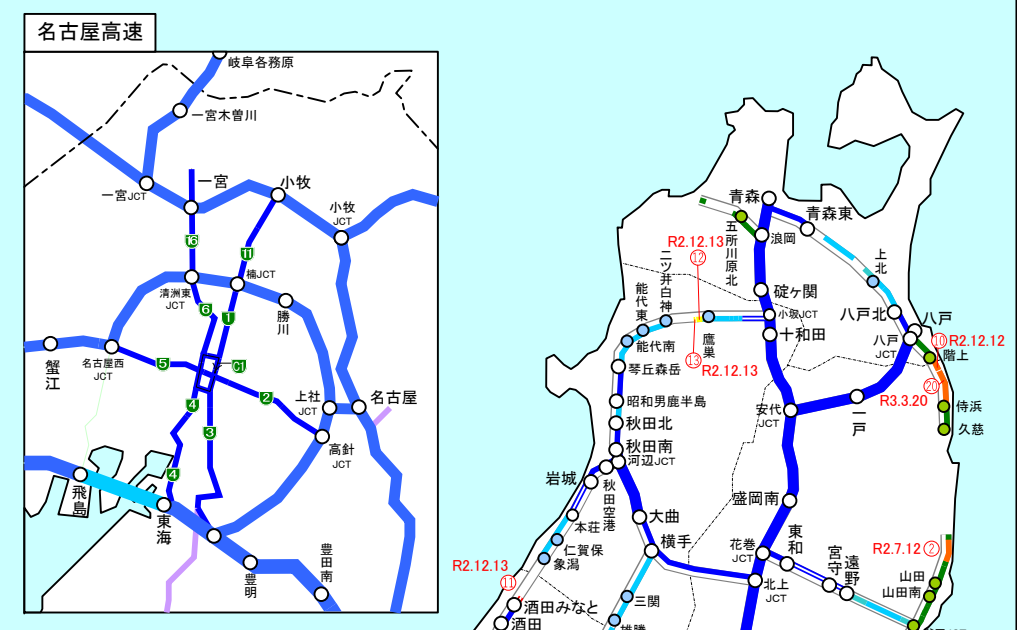 名古屋高速
岐阜各務原
一宮木曽川
一宮JCT
一宮
小牧
小牧
JCT
16
11
清洲東
JCT
楠JCT
勝川
6
1
蟹江
名古屋西
JCT
5
C1
2
上社
JCT
名古屋
4
3
高針
JCT
4
飛島
東海
豊明
豊田南
青森
青森東
五所川原北
浪岡
R2.12.13
⑫
二ツ井白神
能代東
能代南
鷹巣
⑬
R2.12.13
碇ヶ関
小坂JCT
十和田
上北
八戸北
八戸
八戸
JCT
⑩
R2.12.12
階上
⑳
R3.3.20
侍浜
久慈
琴丘森岳
昭和男鹿半島
秋田北
秋田南
河辺JCT
安代
JCT
一戸
岩城
秋田空港
本荘
仁賀保
象潟
大曲
横手
盛岡南
花巻
JCT
東和
宮守
遠野
R2.7.12
②
山田
山田南
北上
JCT
R2.12.13
⑪
酒田みなと
酒田
三関